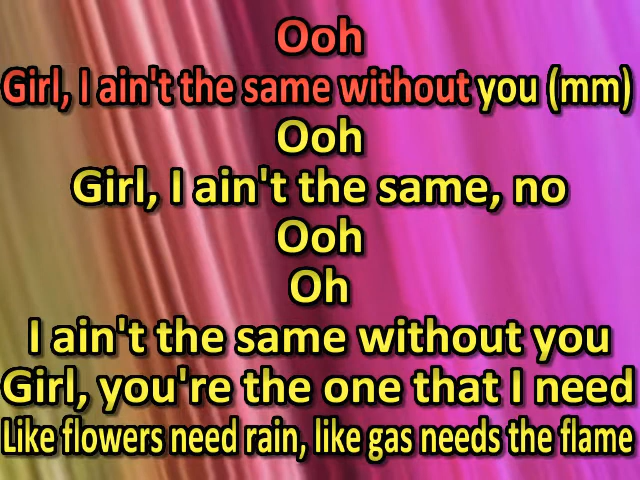 Ooh
Girl, I ain't the same without you (mm)
Ooh
Girl, I ain't the same, no
Ooh
Oh
I ain't the same without you
Girl, you're the one that I need
Like flowers need rain, like gas needs the flame